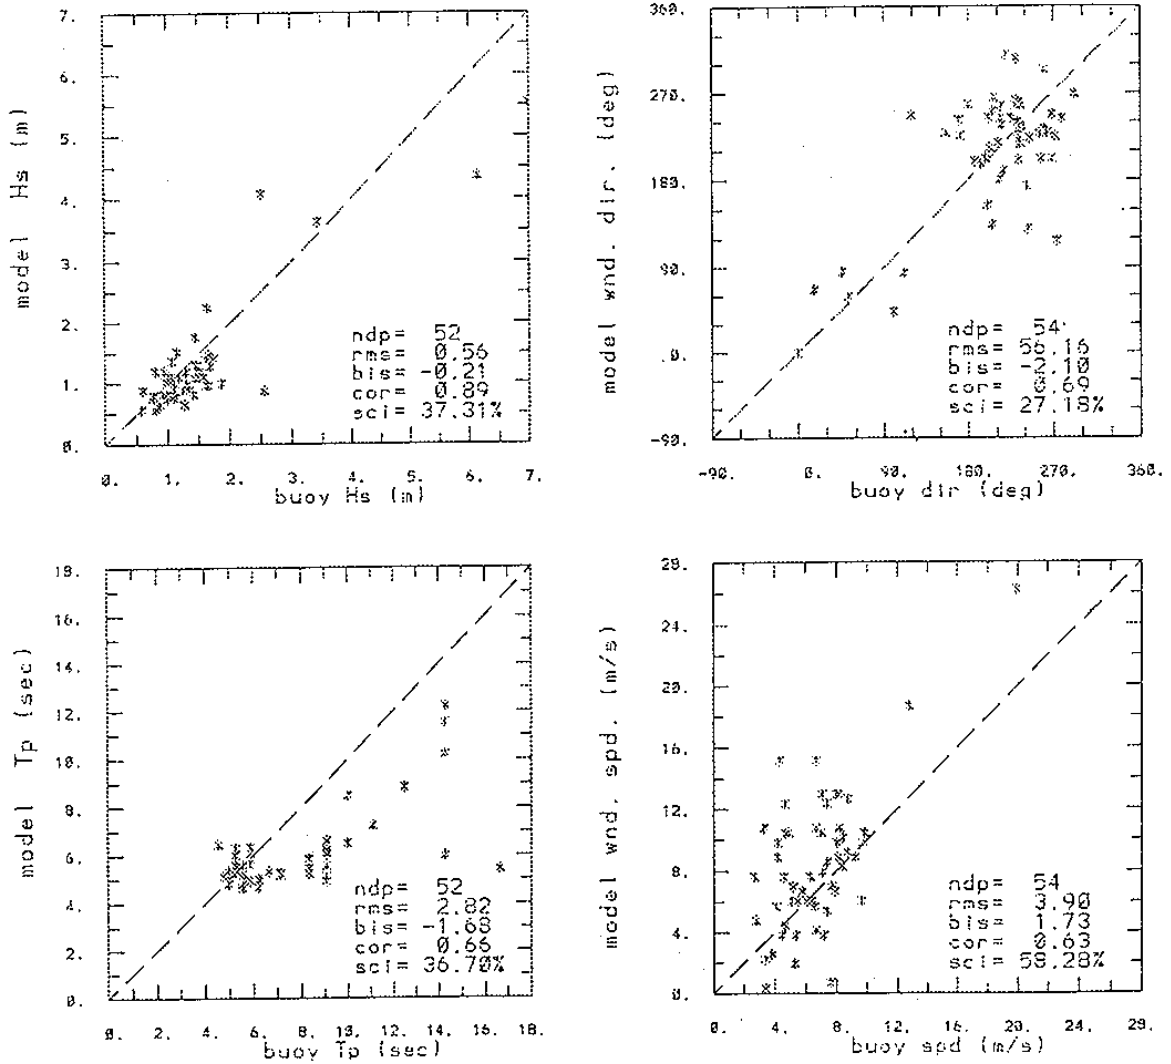 7.
6.
5.
4.
3.
2.
1.
0.
model Hs (m)
ndp= 52
rms= 0.56
bis= -0.21
cor= 0.89
sci= 37.31%
0. 1. 2. 3. 4. 5. 6. 7.
buoy Hs (m)
360.
270.
180.
90.
0.
-90.
model wnd. dir. (deg)
ndp= 54
rms= 56.16
bis= -2.10
cor= 0.69
sci= 27.18%
-90. 0. 90. 180. 270. 360.
buoy dir (deg)
18.
16.
14.
12.
10.
8.
6.
4.
2.
0.
model Tp (sec)
ndp= 52
rms= 2.82
bis= -1.68
cor= 0.66
sci= 36.70%
0. 2. 4. 6. 8. 10. 12. 14. 16. 18.
buoy Tp (sec)
28.
24.
20.
16.
12.
8.
4.
0.
model wnd. spd. (m/s)
ndp= 54
rms= 3.90
bis= 1.73
cor= 0.63
sci= 58.28%
0. 4. 8. 12. 16. 20. 24. 28.
buoy spd (m/s)